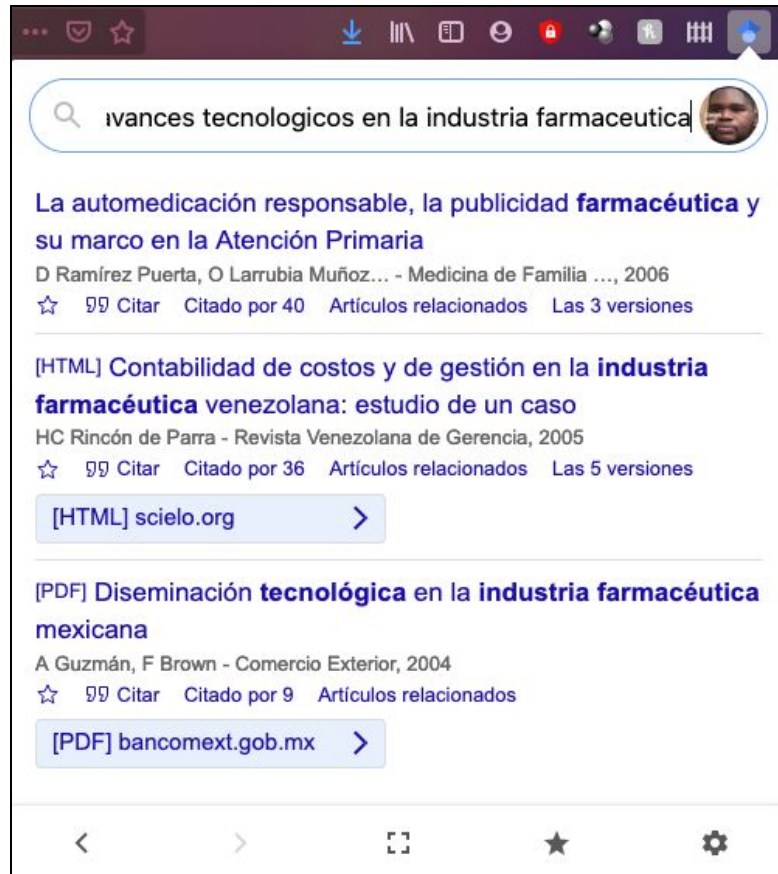 avances tecnologicos en la industria farmaceutica
La automedicación responsable, la publicidad farmacéutica y
su marco en la Atención Primaria
D Ramírez Puerta, O Larrubia Muñoz... - Medicina de Familia ..., 2006
Citar Citado por 40 Artículos relacionados Las 3 versiones
[HTML] Contabilidad de costos y de gestión en la industria
farmacéutica venezolana: estudio de un caso
HC Rincón de Parra - Revista Venezolana de Gerencia, 2005
Citar Citado por 36 Artículos relacionados Las 5 versiones
[HTML] scielo.org
[PDF] Diseminación tecnológica en la industria farmacéutica
mexicana
A Guzmán, F Brown - Comercio Exterior, 2004
Citar Citado por 9 Artículos relacionados
[PDF] bancomext.gob.mx